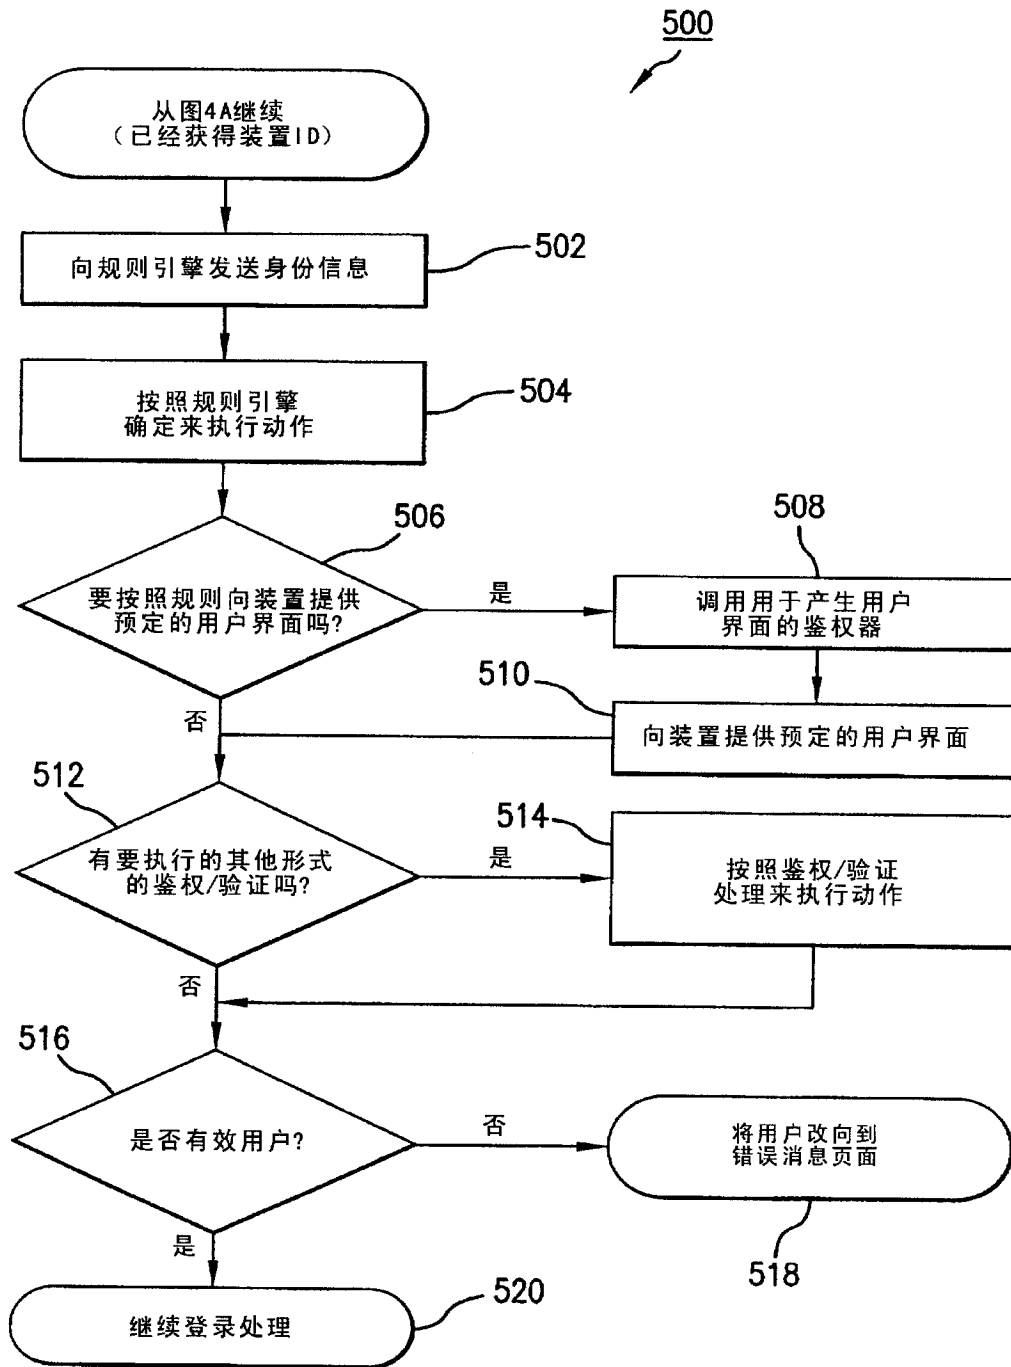 500
从图4A继续
(已经获得装置ID)
向规则引擎发送身份信息
502
按照规则引擎
确定来执行动作
504
506
要按照规则向装置提供
预定的用户界面吗?
是
508
调用用于产生用户
界面的鉴权器
否
510
向装置提供预定的用户界面
512
有要执行的其他形式
的鉴权/验证吗?
是
514
按照鉴权/验证
处理来执行动作
否
516
是否有效用户?
否
将用户改向到
错误消息页面
518
是
520
继续登录处理